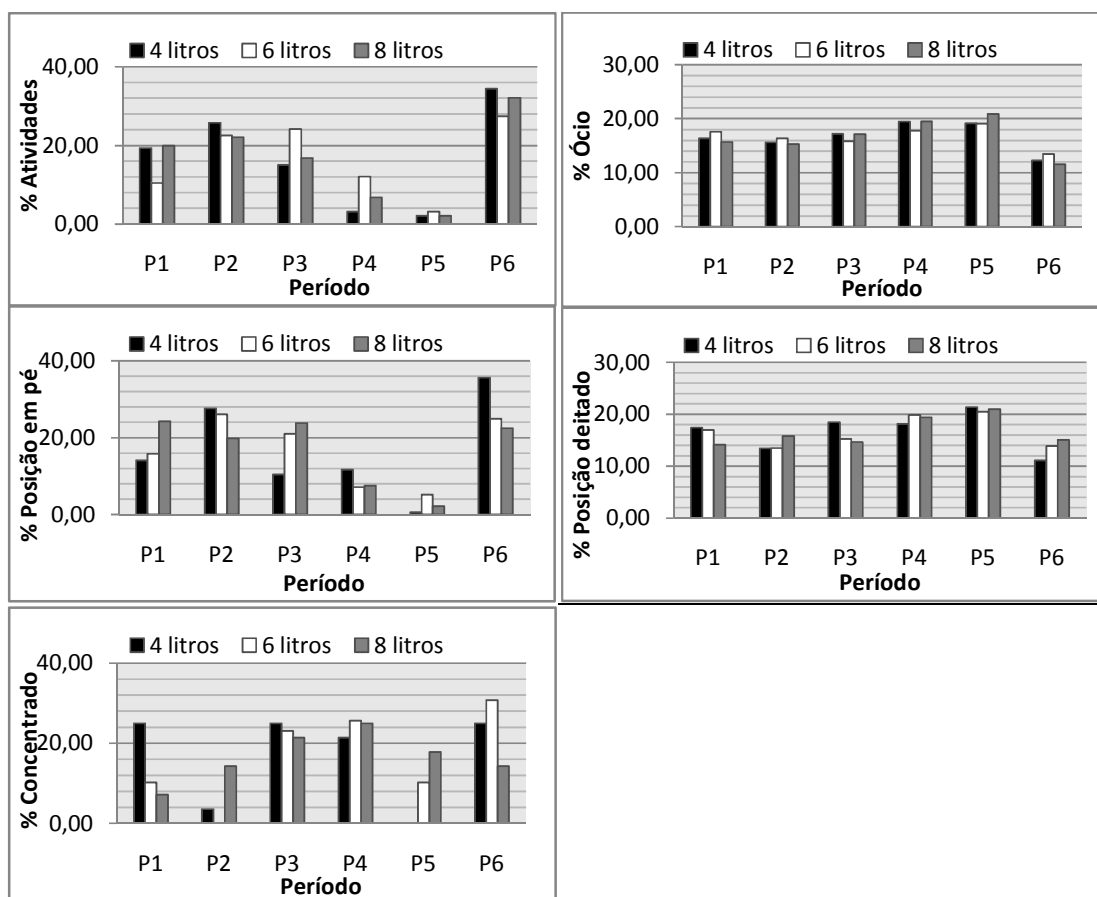 ■ 4 litros □ 6 litros ■ 8 litros
% Atividades
40,00
20,00
0,00
P1 P2 P3 P4 P5 P6
Período
■ 4 litros □ 6 litros ■ 8 litros
% Ócio
30,00
20,00
10,00
0,00
P1 P2 P3 P4 P5 P6
Período
■ 4 litros □ 6 litros ■ 8 litros
% Posição em pé
40,00
20,00
0,00
P1 P2 P3 P4 P5 P6
Período
■ 4 litros □ 6 litros ■ 8 litros
% Posição deitado
30,00
20,00
10,00
0,00
P1 P2 P3 P4 P5 P6
Período
■ 4 litros □ 6 litros ■ 8 litros
% Concentrado
40,00
20,00
0,00
P1 P2 P3 P4 P5 P6
Período